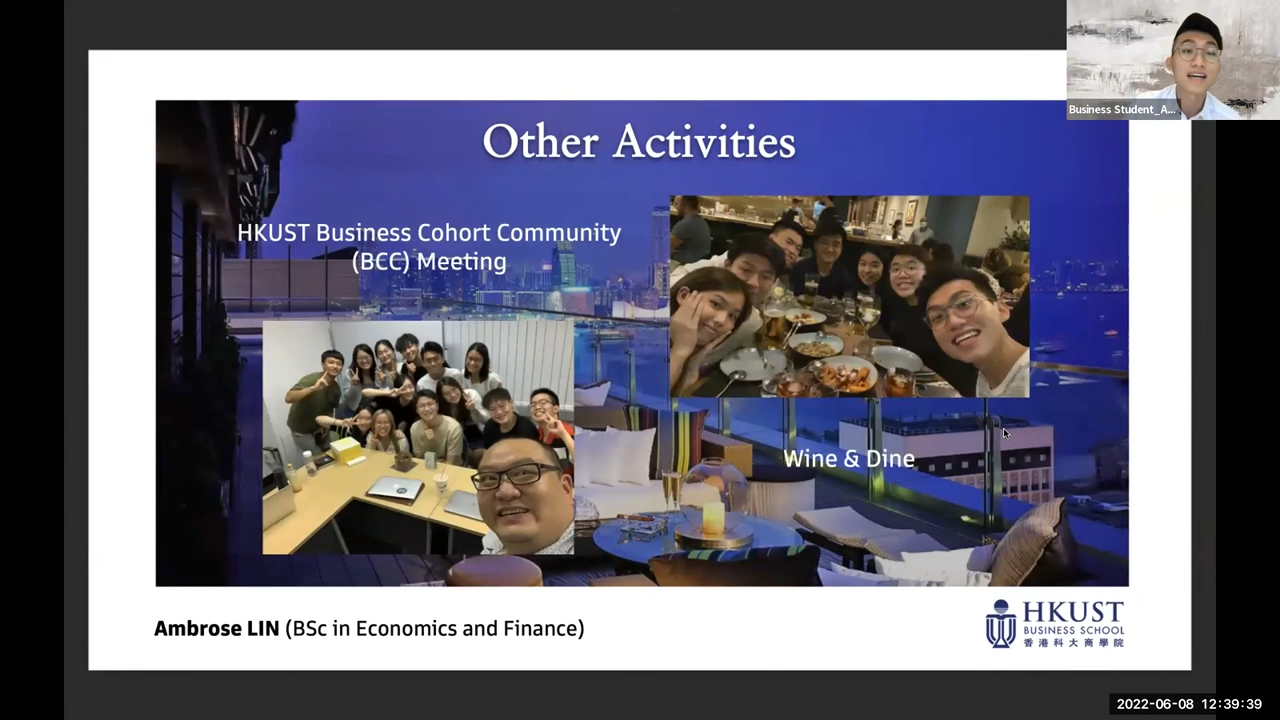 Business Student_A...
Other Activities
HKUST Business Cohort Community
(BCC) Meeting
Wine & Dine
Ambrose LIN (BSc in Economics and Finance)
HKUST
BUSINESS SCHOOL
香港科大商學院
2022-06-08 12:39:39